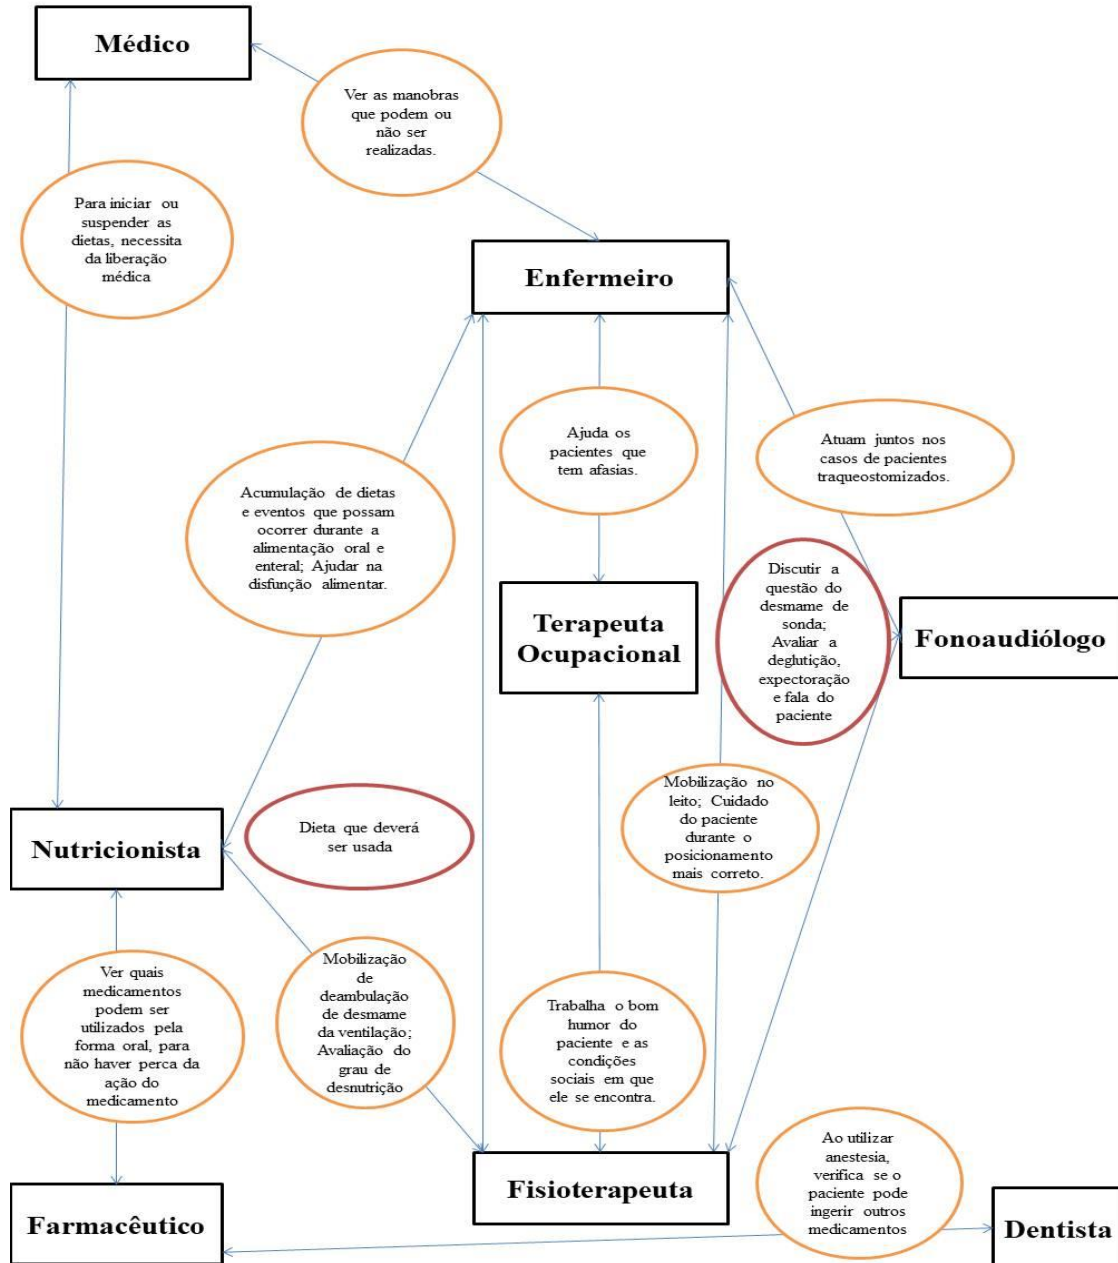 Médico
Ver as manobras
que podem ou
não ser
realizadas.
Para iniciar ou
suspender as
dietas, necessita
da liberação
médica
Enfermeiro
Ajuda os
pacientes que
tem afasias.
Atuam juntos nos
casos de pacientes
traqueostomizados.
Acumulação de dietas
e eventos que possam
ocorrer durante a
alimentação oral e
enteral; Ajudar na
disfunção alimentar.
Discutir a
questão do
desmame de
sonda;
Avaliar a
deglutição,
expectoração
e fala do
paciente
Terapeuta
Ocupacional
Fonoaudiólogo
Mobilização no
leito; Cuidado
do paciente
durante o
posicionamento
mais correto.
Nutricionista
Dieta que deverá
ser usada
Ver quais
medicamentos
podem ser
utilizados pela
forma oral, para
não haver perca da
ação do
medicamento
Mobilização
de
deambulação
de desmame
da ventilação;
Avaliação do
grau de
desnutrição
Trabalha o bom
humor do
paciente e as
condições
sociais em que
ele se encontra.
Ao utilizar
anestesia,
verifica se o
paciente pode
ingerir outros
medicamentos
Farmacêutico
Fisioterapeuta
Dentista